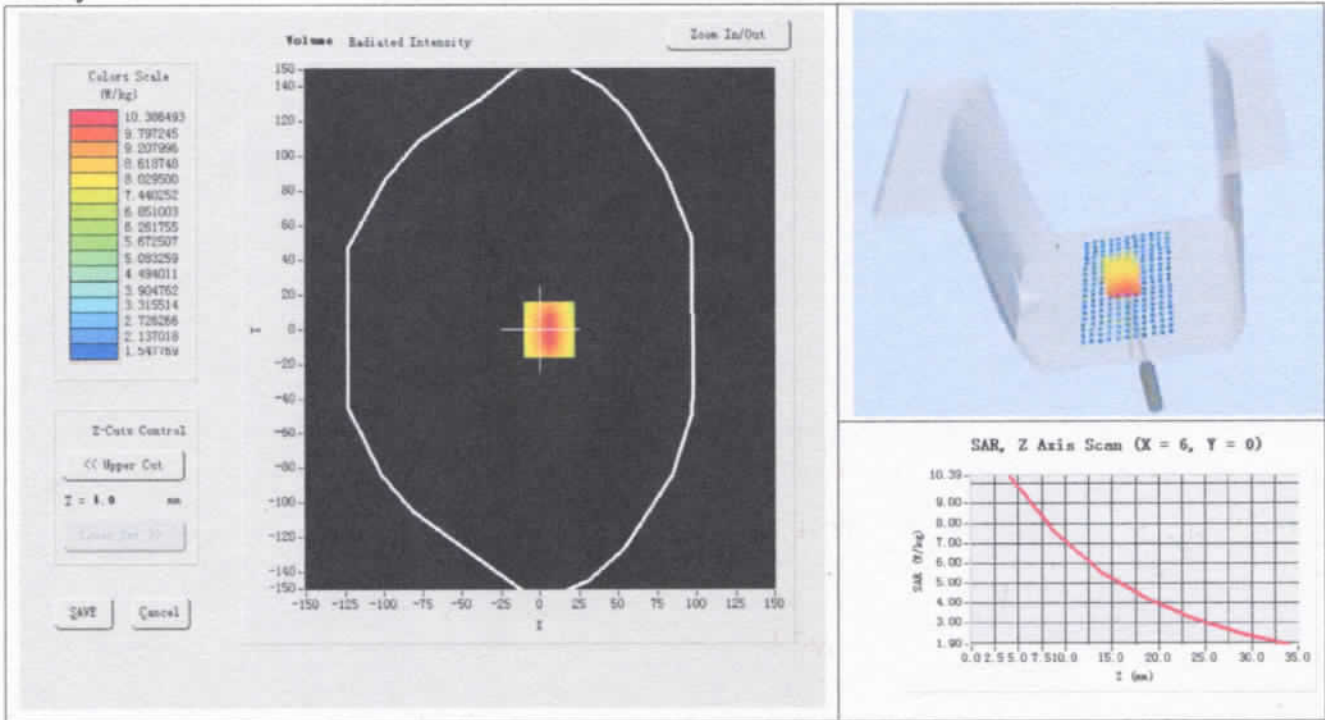 Volume Radiated Intensity
Zoom In/Out
Colors Scale
(W/kg)
10.386493
9.797245
9.207996
8.618748
8.029500
7.440252
6.851003
6.261755
5.672507
5.083259
4.494011
3.904762
3.315514
2.726266
2.137018
1.547769
Z-Cuts Control
<< Upper Cut
mm
SAVE
Cancel
150
140
120
100
80
60
40
20
0
-20
-40
-60
-80
-100
-120
-140
-150
Y
-150 -125 -100 -75 -50 -25 0 25 50 75 100 125 150
X
SAR, Z Axis Scan (X = 6, Y = 0)
SAR (W/kg)
10.39
9.00
8.00
7.00
6.00
5.00
4.00
3.00
1.90
0.0 2.5 5.0 7.5 10.0 15.0 20.0 25.0 30.0 35.0
Z (mm)